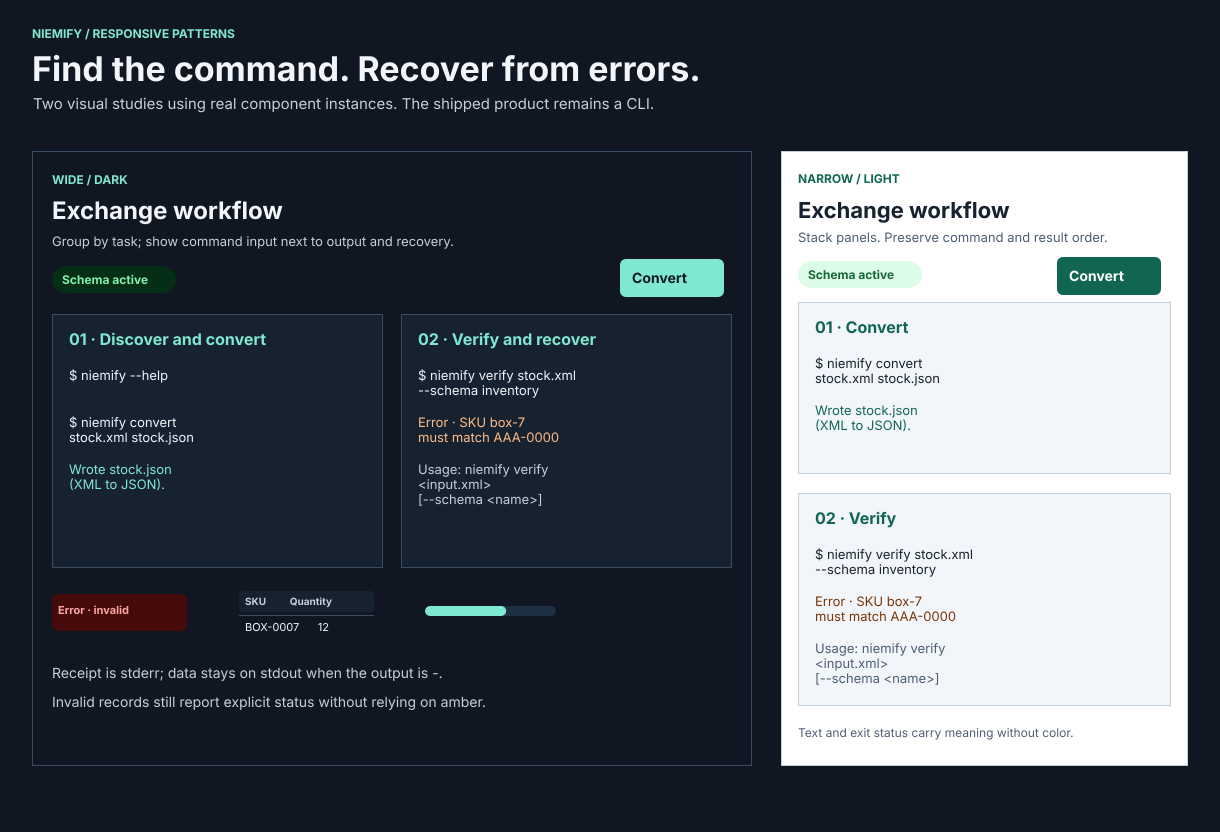 NIEMIFY / RESPONSIVE PATTERNS
Find the command. Recover from errors.
Two visual studies using real component instances. The shipped product remains a CLI.
WIDE / DARK
Exchange workflow
Group by task; show command input next to output and recovery.
Schema active
Convert
01 · Discover and convert
$ niemify --help
$ niemify convert
stock.xml stock.json
Wrote stock.json
(XML to JSON).
02 · Verify and recover
$ niemify verify stock.xml
--schema inventory
Error · SKU box-7
must match AAA-0000
Usage: niemify verify
<input.xml>
[--schema <name>]
Error · invalid
SKU Quantity
BOX-0007 12
Receipt is stderr; data stays on stdout when the output is -.
Invalid records still report explicit status without relying on amber.
NARROW / LIGHT
Exchange workflow
Stack panels. Preserve command and result order.
Schema active
Convert
01 · Convert
$ niemify convert
stock.xml stock.json
Wrote stock.json
(XML to JSON).
02 · Verify
$ niemify verify stock.xml
--schema inventory
Error · SKU box-7
must match AAA-0000
Usage: niemify verify
<input.xml>
[--schema <name>]
Text and exit status carry meaning without color.